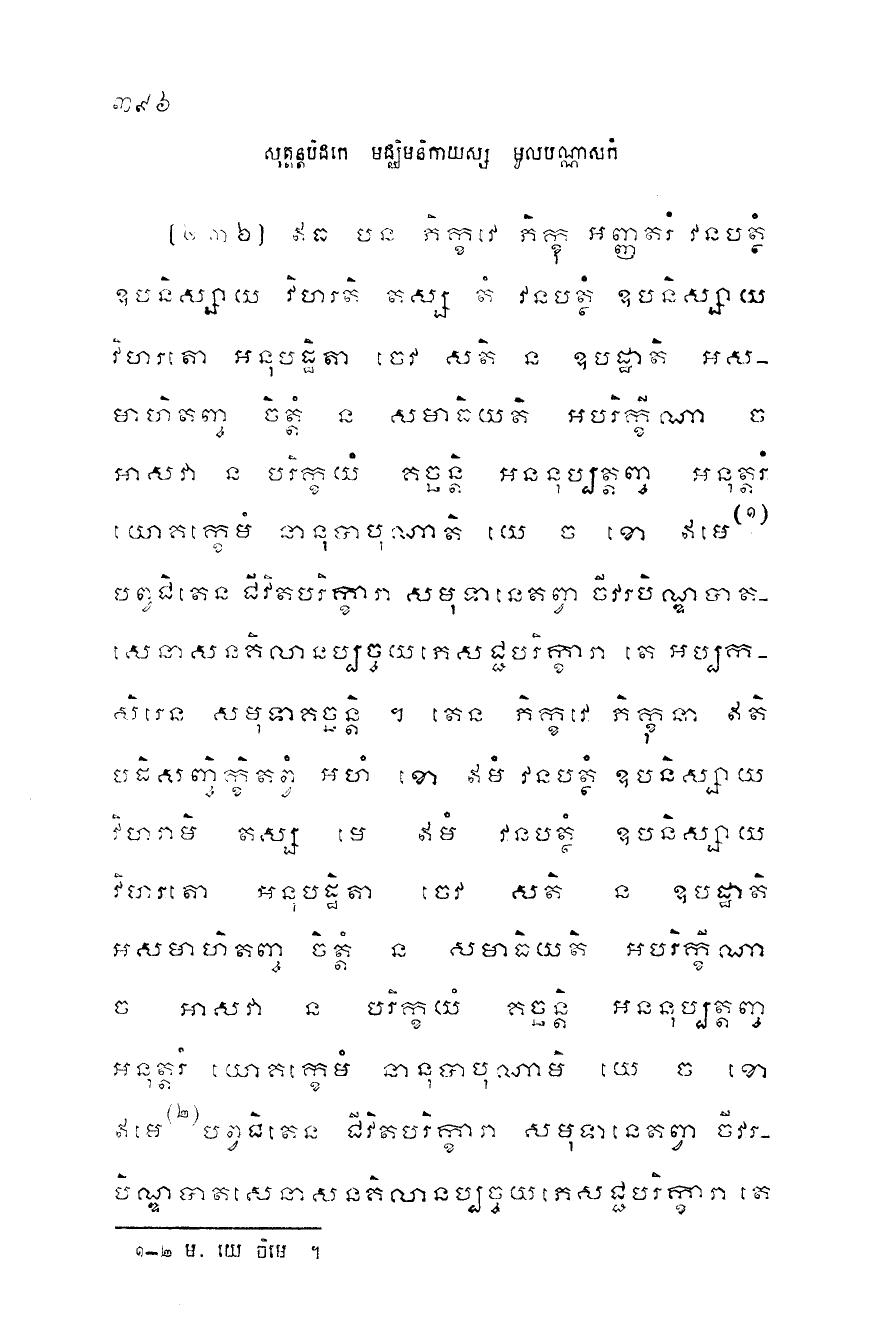 ៣៩៦
សុត្តន្តបិដកេ មជ្ឈិមនិកាយស្ស មូលបណ្ណាសកំ
[២៣៦] ឥធ បន ភិក្ខវេ ភិក្ខុ អញ្ញតរំ វនបត្ថំ
ឧបនិស្សាយ វិហរតិ តស្ស តំ វនបត្ថំ ឧបនិស្សាយ
វិហរតោ អនុបដ្ឋិតា ចេវ សតិ ន ឧបដ្ឋាតិ អស-
មាហិតញ្ច ចិត្តំ ន សមាធិយតិ អបរិក្ខីណា ច
អាសវា ន បរិក្ខយំ គច្ឆន្តិ អននុប្បត្តញ្ច អនុត្តរំ
យោគក្ខេមំ នានុបាបុណាតិ យេ ច ខោ ឥមេ(១)
បព្វជិតេន ជីវិតបរិក្ខារា សមុទានេតព្វា ចីវរបិណ្ឌបាត-
សេនាសនគិលានប្បច្ចយភេសជ្ជបរិក្ខារា តេ អប្បក-
សិរេន សមុទាគច្ឆន្តិ ។ តេន ភិក្ខវេ ភិក្ខុនា ឥតិ
បដិសញ្ចិក្ខិតព្វំ អហំ ខោ ឥមំ វនបត្ថំ ឧបនិស្សាយ
វិហរាមិ តស្ស មេ ឥមំ វនបត្ថំ ឧបនិស្សាយ
វិហរតោ អនុបដ្ឋិតា ចេវ សតិ ន ឧបដ្ឋាតិ
អសមាហិតញ្ច ចិត្តំ ន សមាធិយតិ អបរិក្ខីណា
ច អាសវា ន បរិក្ខយំ គច្ឆន្តិ អននុប្បត្តញ្ច
អនុត្តរំ យោគក្ខេមំ នានុបាបុណាមិ យេ ច ខោ
ឥមេ(២) បព្វជិតេន ជីវិតបរិក្ខារា សមុទានេតព្វា ចីវរ-
បិណ្ឌបាតសេនាសនគិលានប្បច្ចយភេសជ្ជបរិក្ខារា តេ
១-២ ម. យេ ចិមេ ។